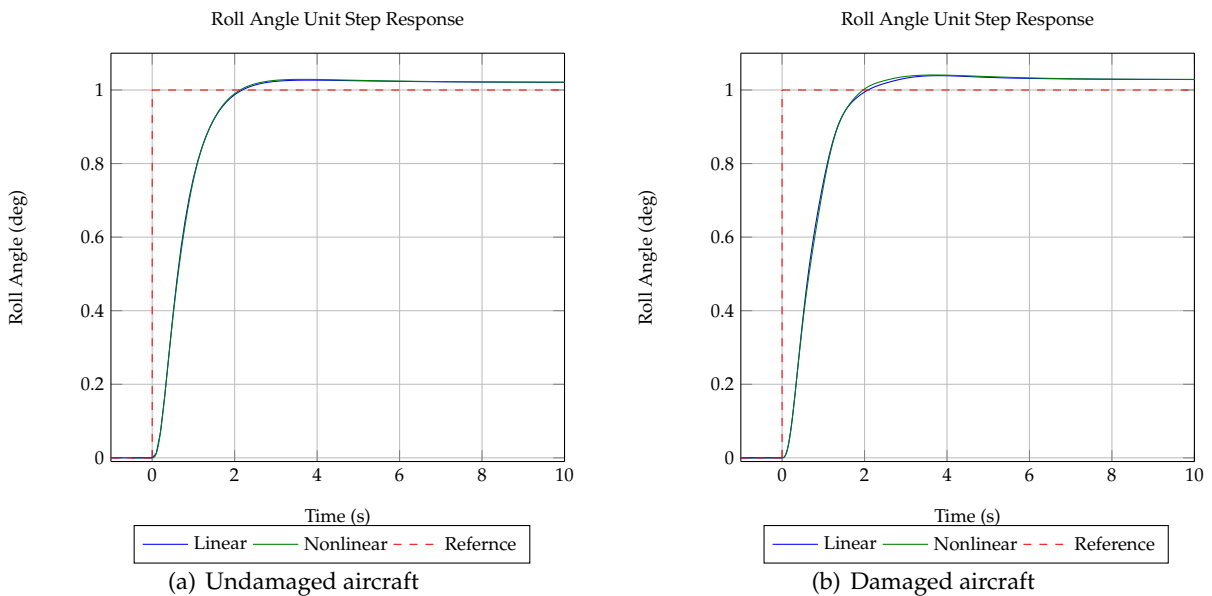 Roll Angle Unit Step Response
Roll Angle (deg)
1
0.8
0.6
0.4
0.2
0
0 2 4 6 8 10
Time (s)
Linear Nonlinear Refernce
(a) Undamaged aircraft
Roll Angle Unit Step Response
Roll Angle (deg)
1
0.8
0.6
0.4
0.2
0
0 2 4 6 8 10
Time (s)
Linear Nonlinear Reference
(b) Damaged aircraft